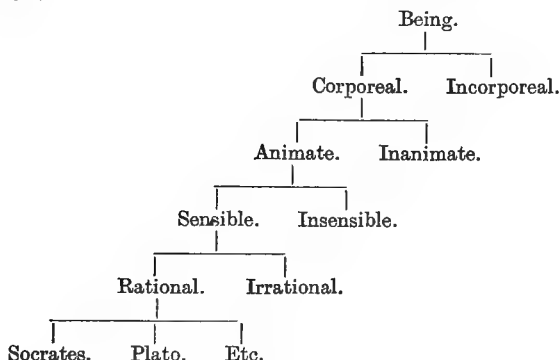 Being.
Corporeal. Incorporeal.
Animate. Inanimate.
Sensible. Insensible.
Rational. Irrational.
Socrates. Plato. Etc.